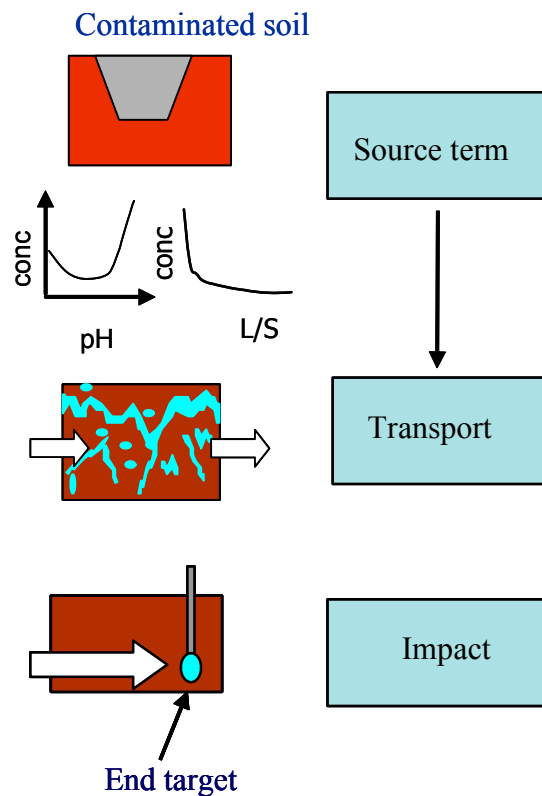 Contaminated soil
Source term
conc
pH
conc
L/S
Transport
Impact
End target